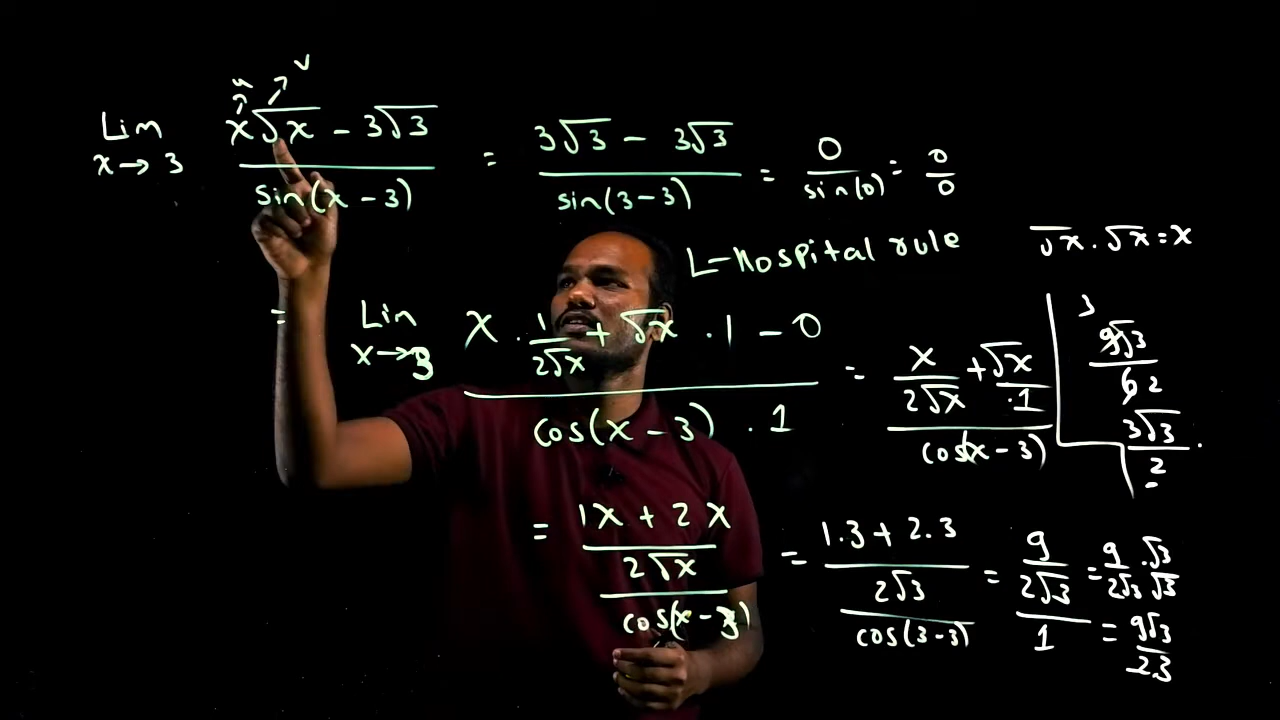 u v
Lim x→3 (x√x − 3√3)/(sin(x − 3)) = (3√3 − 3√3)/(sin(3−3)) = 0/(sin(0)) = 0/0
L-Hospital rule
√x . √x = x
= Lim x→3 (x . 1/(2√x) + √x . 1 − 0)/(cos(x − 3) . 1) = (x/(2√x) + √x/.1)/(cos(x − 3))
3
9√3/6 2
3√3/2 .
= ((1x + 2x)/(2√x))/(cos(x − 3)) = ((1.3 + 2.3)/(2√3))/(cos(3−3)) = (9/(2√3))/1 = 9/(2√3) . √3/√3
= 9√3/2.3